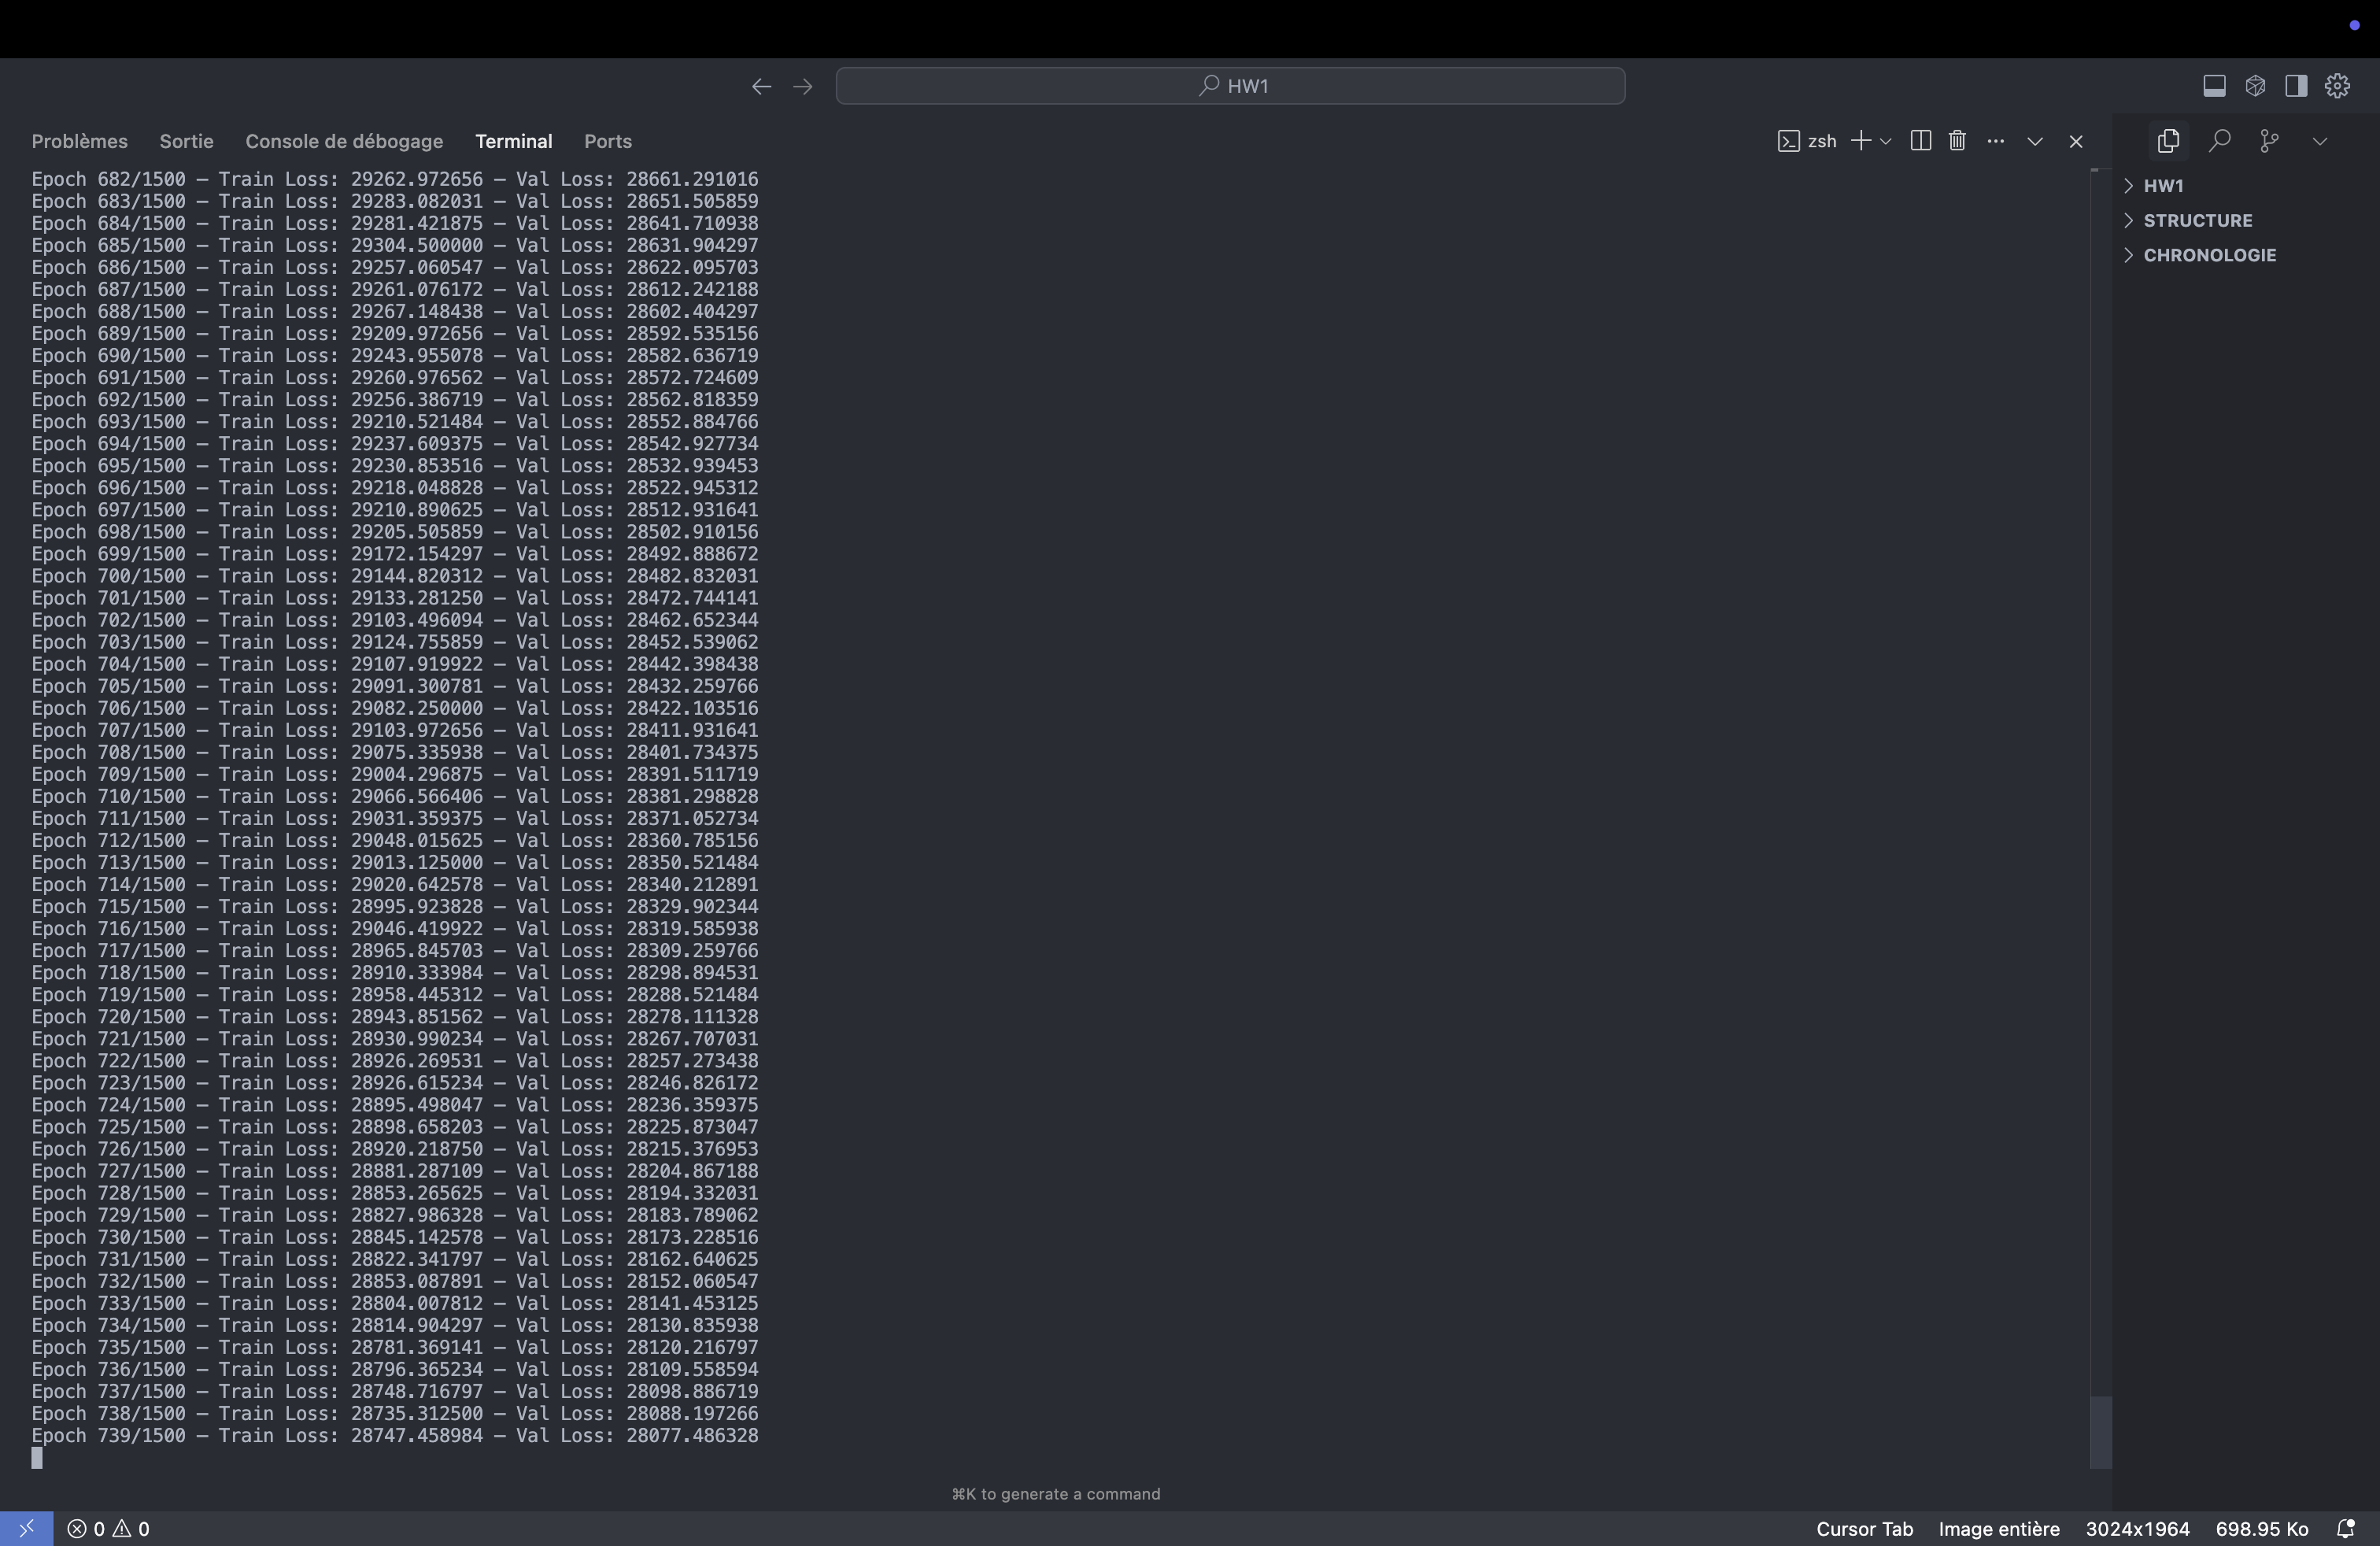 HW1
Problèmes Sortie Console de débogage Terminal Ports
zsh
Epoch 682/1500 — Train Loss: 29262.972656 — Val Loss: 28661.291016
Epoch 683/1500 — Train Loss: 29283.082031 — Val Loss: 28651.505859
Epoch 684/1500 — Train Loss: 29281.421875 — Val Loss: 28641.710938
Epoch 685/1500 — Train Loss: 29304.500000 — Val Loss: 28631.904297
Epoch 686/1500 — Train Loss: 29257.060547 — Val Loss: 28622.095703
Epoch 687/1500 — Train Loss: 29261.076172 — Val Loss: 28612.242188
Epoch 688/1500 — Train Loss: 29267.148438 — Val Loss: 28602.404297
Epoch 689/1500 — Train Loss: 29209.972656 — Val Loss: 28592.535156
Epoch 690/1500 — Train Loss: 29243.955078 — Val Loss: 28582.636719
Epoch 691/1500 — Train Loss: 29260.976562 — Val Loss: 28572.724609
Epoch 692/1500 — Train Loss: 29256.386719 — Val Loss: 28562.818359
Epoch 693/1500 — Train Loss: 29210.521484 — Val Loss: 28552.884766
Epoch 694/1500 — Train Loss: 29237.609375 — Val Loss: 28542.927734
Epoch 695/1500 — Train Loss: 29230.853516 — Val Loss: 28532.939453
Epoch 696/1500 — Train Loss: 29218.048828 — Val Loss: 28522.945312
Epoch 697/1500 — Train Loss: 29210.890625 — Val Loss: 28512.931641
Epoch 698/1500 — Train Loss: 29205.505859 — Val Loss: 28502.910156
Epoch 699/1500 — Train Loss: 29172.154297 — Val Loss: 28492.888672
Epoch 700/1500 — Train Loss: 29144.820312 — Val Loss: 28482.832031
Epoch 701/1500 — Train Loss: 29133.281250 — Val Loss: 28472.744141
Epoch 702/1500 — Train Loss: 29103.496094 — Val Loss: 28462.652344
Epoch 703/1500 — Train Loss: 29124.755859 — Val Loss: 28452.539062
Epoch 704/1500 — Train Loss: 29107.919922 — Val Loss: 28442.398438
Epoch 705/1500 — Train Loss: 29091.300781 — Val Loss: 28432.259766
Epoch 706/1500 — Train Loss: 29082.250000 — Val Loss: 28422.103516
Epoch 707/1500 — Train Loss: 29103.972656 — Val Loss: 28411.931641
Epoch 708/1500 — Train Loss: 29075.335938 — Val Loss: 28401.734375
Epoch 709/1500 — Train Loss: 29004.296875 — Val Loss: 28391.511719
Epoch 710/1500 — Train Loss: 29066.566406 — Val Loss: 28381.298828
Epoch 711/1500 — Train Loss: 29031.359375 — Val Loss: 28371.052734
Epoch 712/1500 — Train Loss: 29048.015625 — Val Loss: 28360.785156
Epoch 713/1500 — Train Loss: 29013.125000 — Val Loss: 28350.521484
Epoch 714/1500 — Train Loss: 29020.642578 — Val Loss: 28340.212891
Epoch 715/1500 — Train Loss: 28995.923828 — Val Loss: 28329.902344
Epoch 716/1500 — Train Loss: 29046.419922 — Val Loss: 28319.585938
Epoch 717/1500 — Train Loss: 28965.845703 — Val Loss: 28309.259766
Epoch 718/1500 — Train Loss: 28910.333984 — Val Loss: 28298.894531
Epoch 719/1500 — Train Loss: 28958.445312 — Val Loss: 28288.521484
Epoch 720/1500 — Train Loss: 28943.851562 — Val Loss: 28278.111328
Epoch 721/1500 — Train Loss: 28930.990234 — Val Loss: 28267.707031
Epoch 722/1500 — Train Loss: 28926.269531 — Val Loss: 28257.273438
Epoch 723/1500 — Train Loss: 28926.615234 — Val Loss: 28246.826172
Epoch 724/1500 — Train Loss: 28895.498047 — Val Loss: 28236.359375
Epoch 725/1500 — Train Loss: 28898.658203 — Val Loss: 28225.873047
Epoch 726/1500 — Train Loss: 28920.218750 — Val Loss: 28215.376953
Epoch 727/1500 — Train Loss: 28881.287109 — Val Loss: 28204.867188
Epoch 728/1500 — Train Loss: 28853.265625 — Val Loss: 28194.332031
Epoch 729/1500 — Train Loss: 28827.986328 — Val Loss: 28183.789062
Epoch 730/1500 — Train Loss: 28845.142578 — Val Loss: 28173.228516
Epoch 731/1500 — Train Loss: 28822.341797 — Val Loss: 28162.640625
Epoch 732/1500 — Train Loss: 28853.087891 — Val Loss: 28152.060547
Epoch 733/1500 — Train Loss: 28804.007812 — Val Loss: 28141.453125
Epoch 734/1500 — Train Loss: 28814.904297 — Val Loss: 28130.835938
Epoch 735/1500 — Train Loss: 28781.369141 — Val Loss: 28120.216797
Epoch 736/1500 — Train Loss: 28796.365234 — Val Loss: 28109.558594
Epoch 737/1500 — Train Loss: 28748.716797 — Val Loss: 28098.886719
Epoch 738/1500 — Train Loss: 28735.312500 — Val Loss: 28088.197266
Epoch 739/1500 — Train Loss: 28747.458984 — Val Loss: 28077.486328
⌘K to generate a command
HW1
STRUCTURE
CHRONOLOGIE
0 0
Cursor Tab Image entière 3024x1964 698.95 Ko